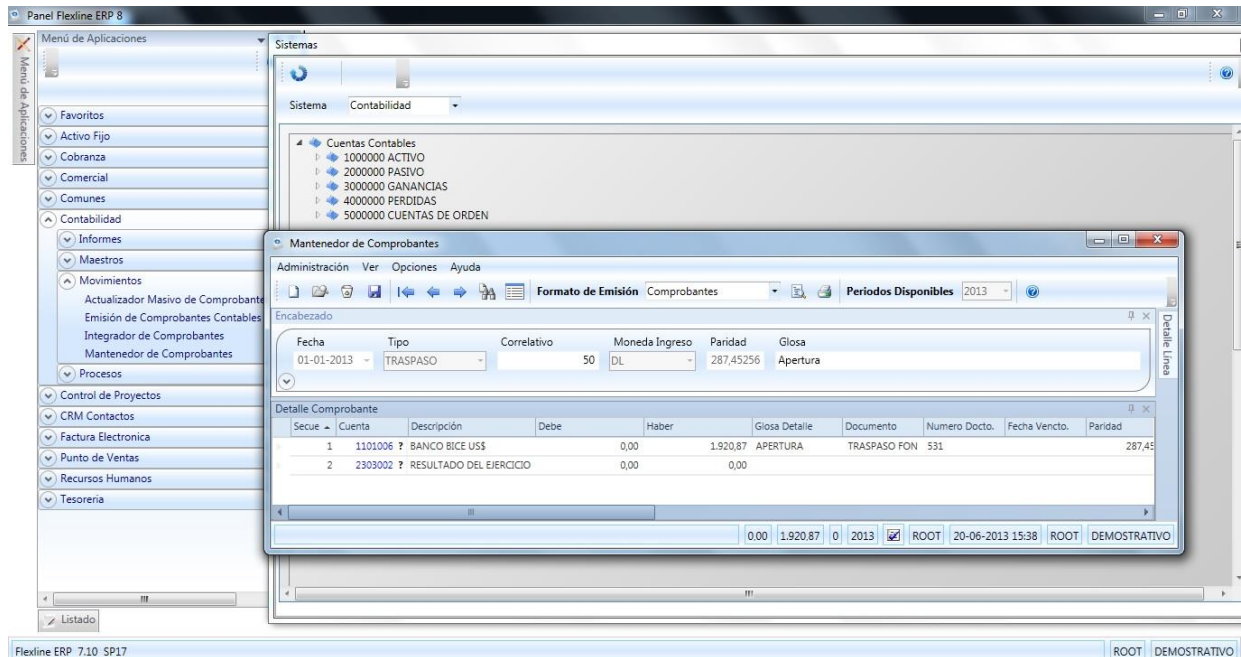 Panel Flexline ERP 8
Menú de Aplicaciones
Menú de Aplicaciones
Favoritos
Activo Fijo
Cobranza
Comercial
Comunes
Contabilidad
Informes
Maestros
Movimientos
Actualizador Masivo de Comprobante
Emisión de Comprobantes Contables
Integrador de Comprobantes
Mantenedor de Comprobantes
Procesos
Control de Proyectos
CRM Contactos
Factura Electronica
Punto de Ventas
Recursos Humanos
Tesoreria
Listado
Sistemas
Sistema Contabilidad
Cuentas Contables
1000000 ACTIVO
2000000 PASIVO
3000000 GANANCIAS
4000000 PERDIDAS
5000000 CUENTAS DE ORDEN
Mantenedor de Comprobantes
Administración Ver Opciones Ayuda
Formato de Emisión Comprobantes Periodos Disponibles 2013
Encabezado
Detalle Linea
Fecha Tipo Correlativo Moneda Ingreso Paridad Glosa
01-01-2013 TRASPASO 50 DL 287,45256 Apertura
Detalle Comprobante
Secue Cuenta Descripción Debe Haber Glosa Detalle Documento Numero Docto. Fecha Vencto. Paridad
1 1101006 ? BANCO BICE US$ 0,00 1.920,87 APERTURA TRASPASO FON 531 287,45
2 2303002 ? RESULTADO DEL EJERCICIO 0,00 0,00
0.00 1.920.87 0 2013 ROOT 20-06-2013 15:38 ROOT DEMOSTRATIVO
Flexline ERP 7.10 SP17 ROOT DEMOSTRATIVO